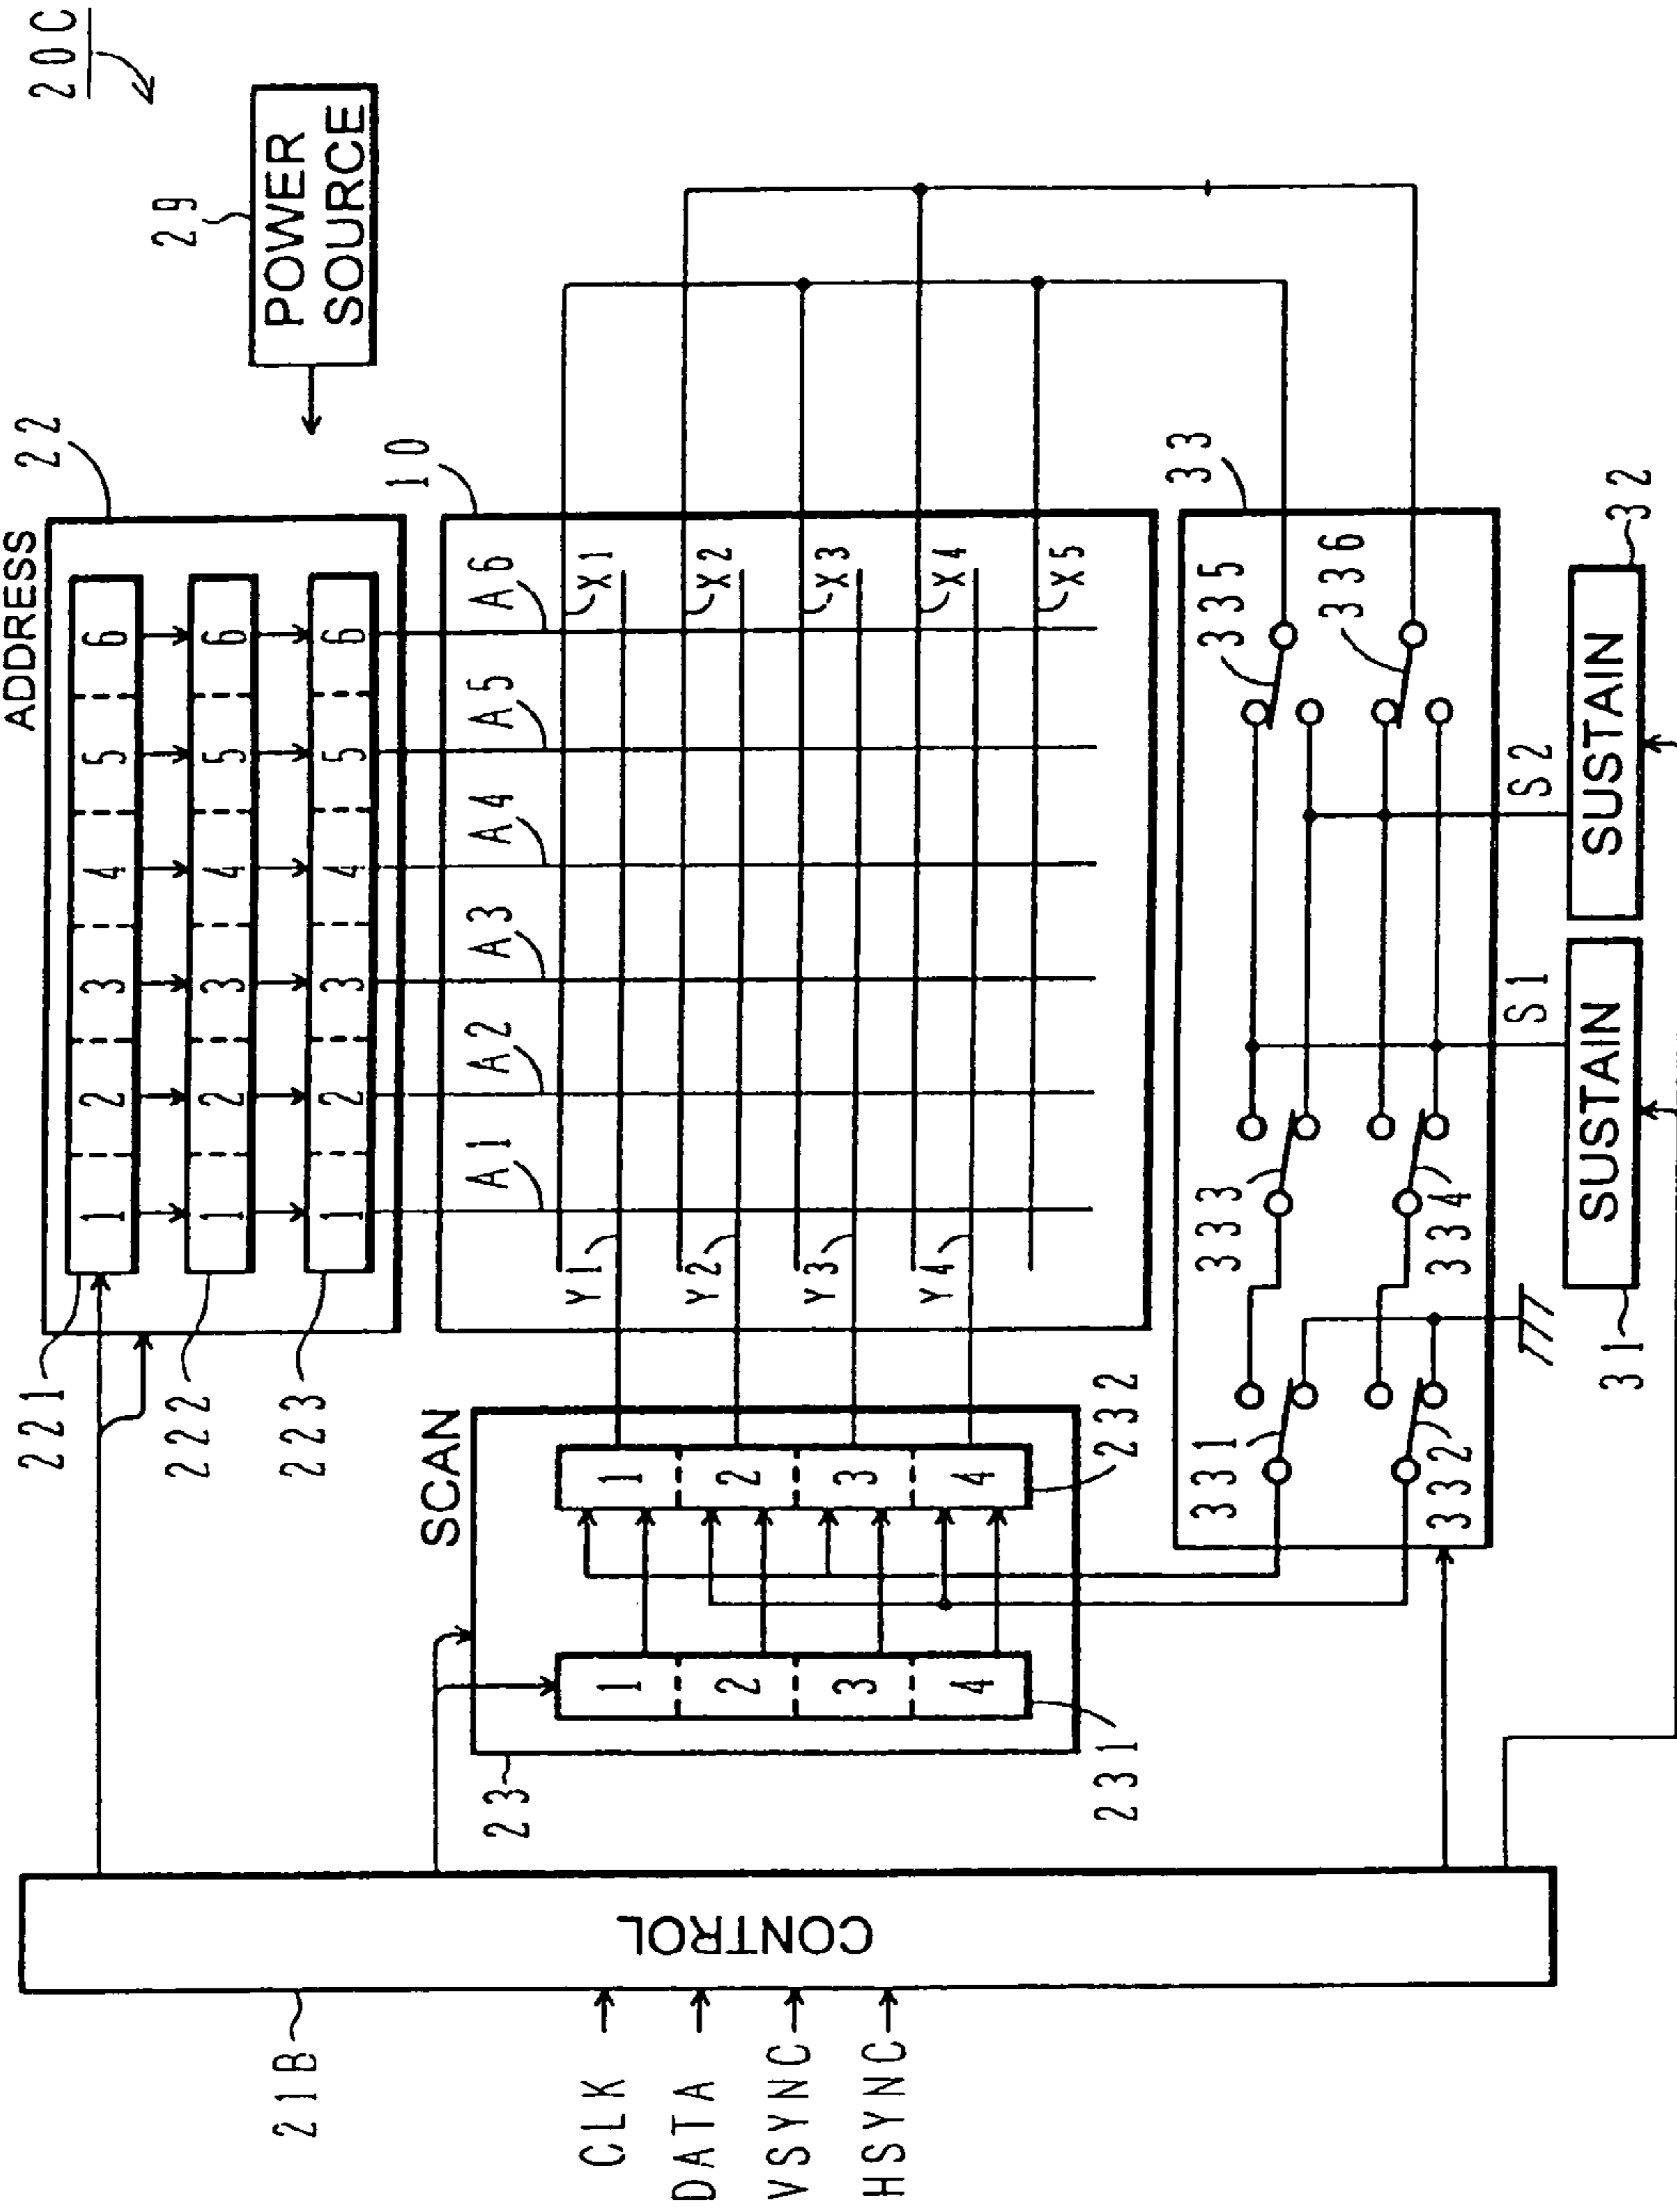 20C
29
POWER
SOURCE
ADDRESS
22
221
1 2 3 4 5 6
222
1 2 3 4 5 6
223
1 2 3 4 5 6
10
A1
A2
A3
A4
A5
A6
X1
Y1
X2
Y2
X3
Y3
X4
Y4
X5
SCAN
23
231
1
2
3
4
232
1
2
3
4
33
331
332
333
334
335
336
S1
S2
31
SUSTAIN
32
SUSTAIN
21B
CONTROL
CLK
DATA
VSYNC
HSYNC